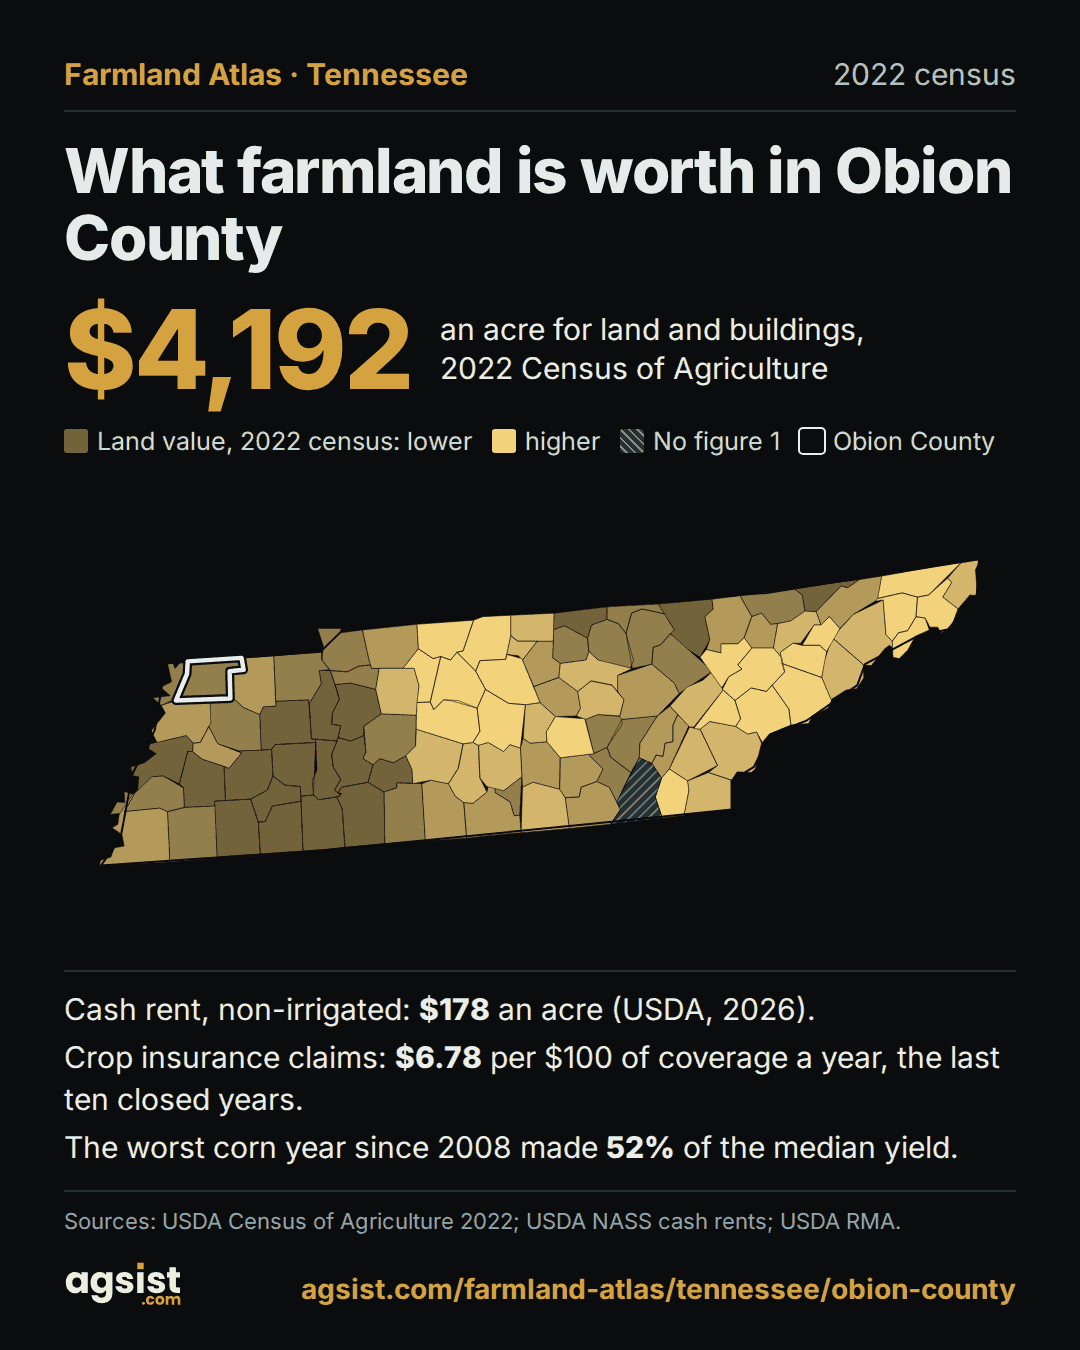 Farmland Atlas · Tennessee
2022 census
What farmland is worth in Obion
County
$4,192
an acre for land and buildings,
2022 Census of Agriculture
Land value, 2022 census: lower
higher
No figure 1
Obion County
Cash rent, non-irrigated: $178 an acre (USDA, 2026).
Crop insurance claims: $6.78 per $100 of coverage a year, the last
ten closed years.
The worst corn year since 2008 made 52% of the median yield.
Sources: USDA Census of Agriculture 2022; USDA NASS cash rents; USDA RMA.
agsist
.com
agsist.com/farmland-atlas/tennessee/obion-county